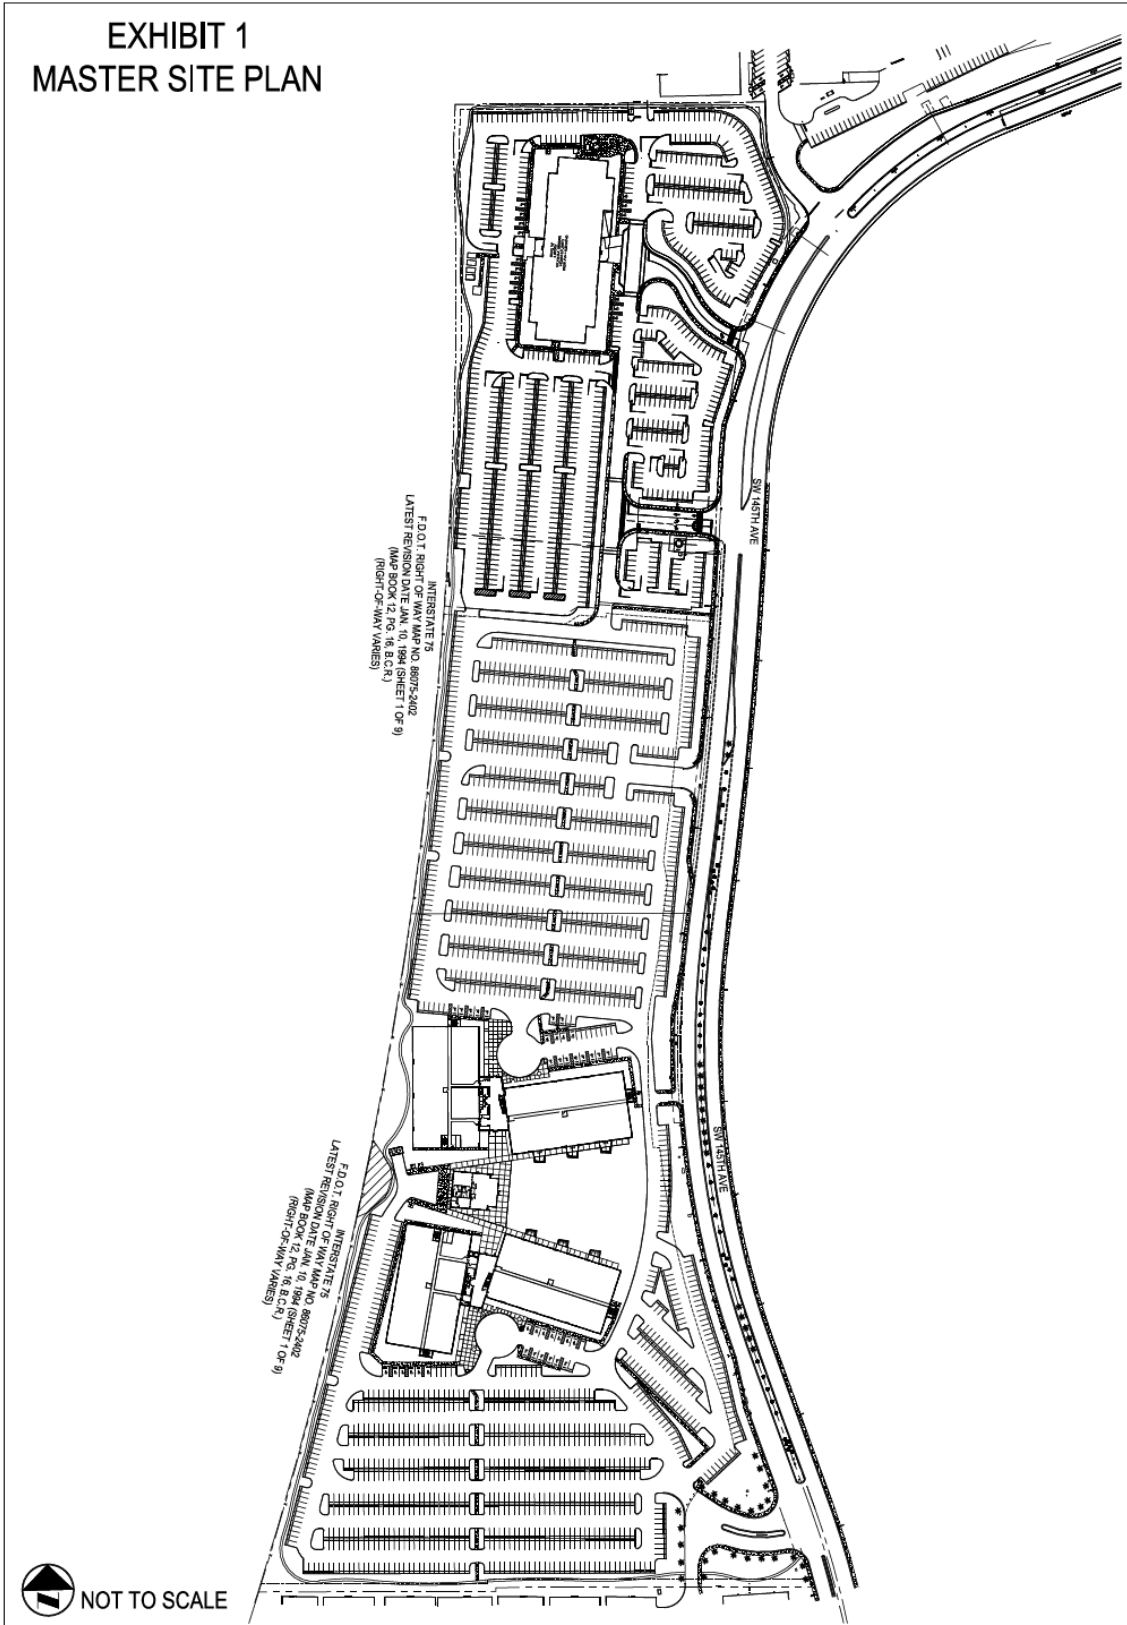 EXHIBIT 1
MASTER SITE PLAN
SW 145TH AVE
INTERSTATE 75
F.D.O.T. RIGHT OF WAY MAP NO. 86075-2402
LATEST REVISION DATE JAN. 10, 1994 (SHEET 1 OF 9)
(MAP BOOK 12, PG. 16, B.C.R.)
(RIGHT-OF-WAY VARIES)
SW 145TH AVE
INTERSTATE 75
F.D.O.T. RIGHT OF WAY MAP NO. 86075-2402
LATEST REVISION DATE JAN. 10, 1994 (SHEET 1 OF 9)
(MAP BOOK 12, PG. 16, B.C.R.)
(RIGHT-OF-WAY VARIES)
NOT TO SCALE